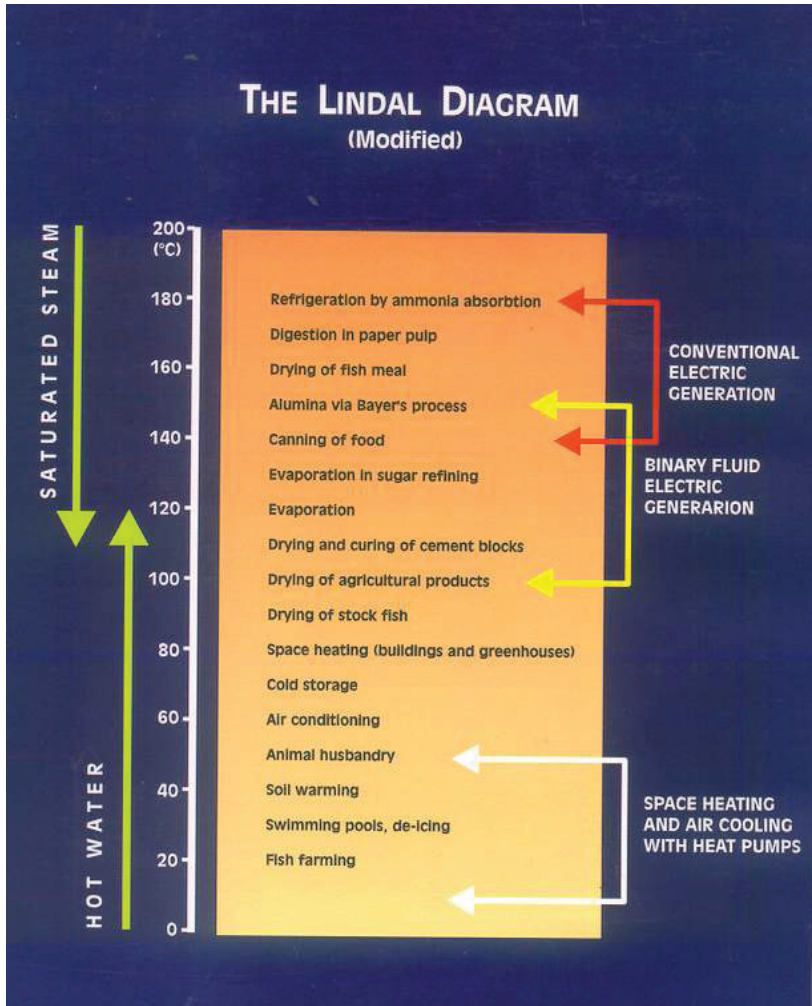 THE LINDAL DIAGRAM
(Modified)
SATURATED STEAM
HOT WATER
200
(°C)
180
160
140
120
100
80
60
40
20
0
Refrigeration by ammonia absorbtion
Digestion in paper pulp
Drying of fish meal
Alumina via Bayer's process
Canning of food
Evaporation in sugar refining
Evaporation
Drying and curing of cement blocks
Drying of agricultural products
Drying of stock fish
Space heating (buildings and greenhouses)
Cold storage
Air conditioning
Animal husbandry
Soil warming
Swimming pools, de-icing
Fish farming
CONVENTIONAL
ELECTRIC
GENERATION
BINARY FLUID
ELECTRIC
GENERARION
SPACE HEATING
AND AIR COOLING
WITH HEAT PUMPS